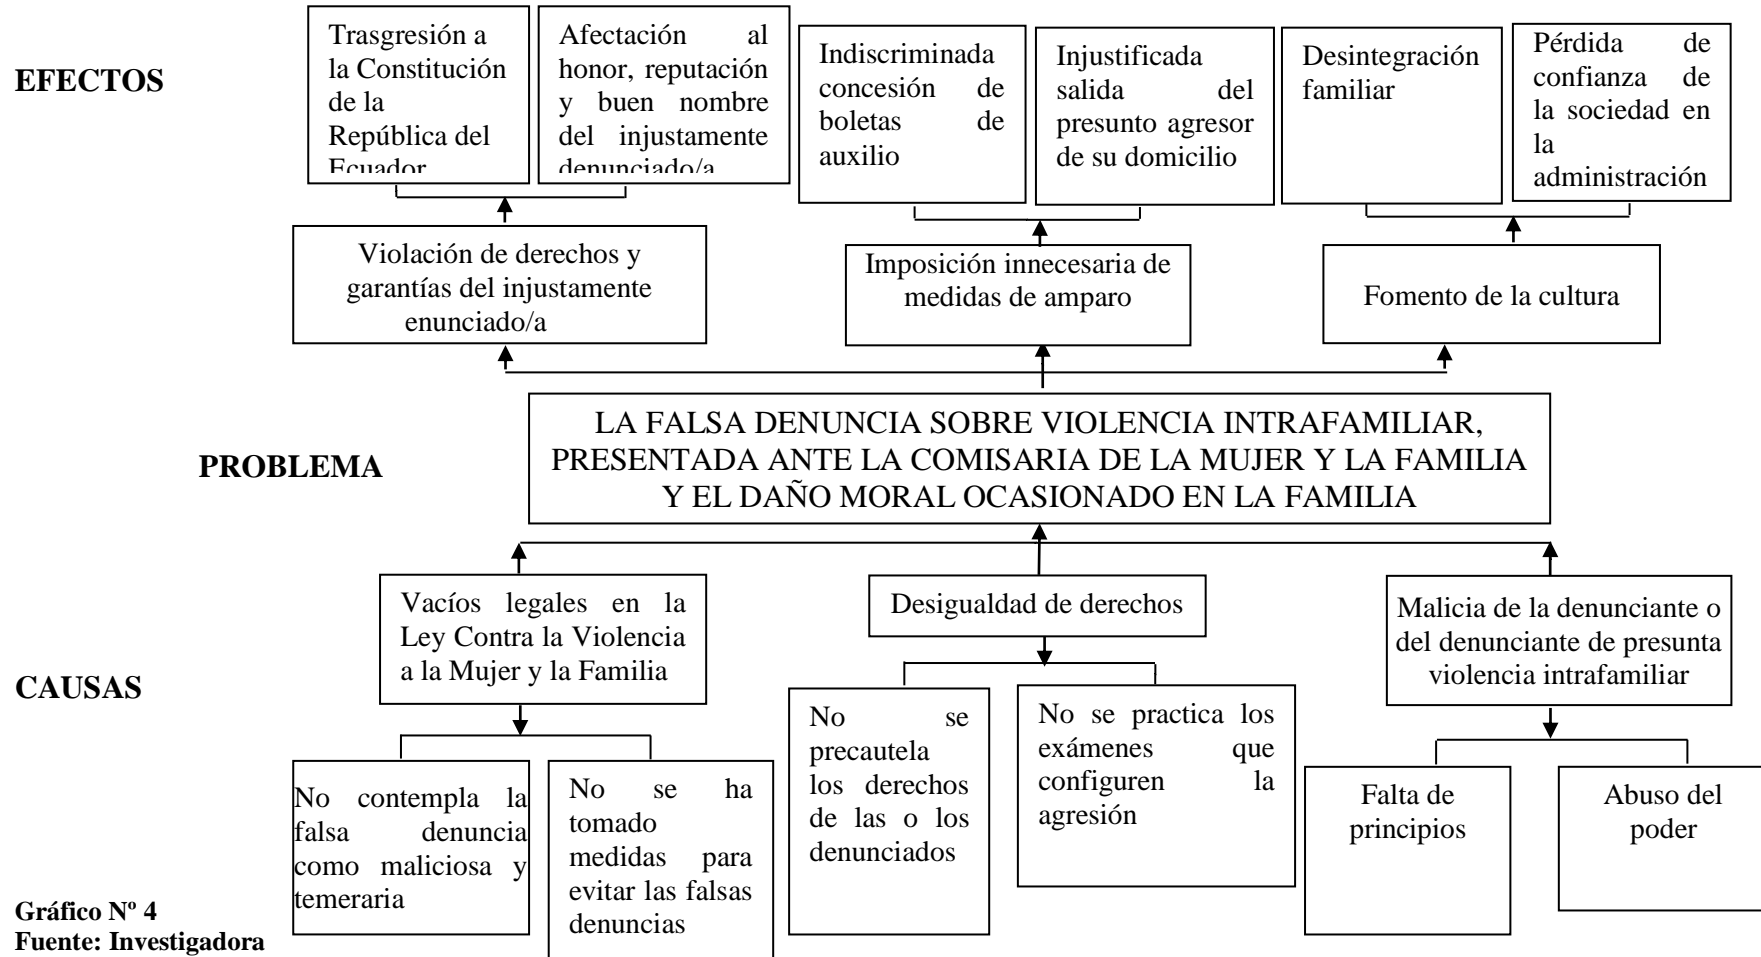 EFECTOS
Trasgresión a
la Constitución
de la
República del
Ecuador
Afectación al
honor, reputación
y buen nombre
del injustamente
denunciado/a
Indiscriminada
concesión de
boletas de
auxilio
Injustificada
salida del
presunto agresor
de su domicilio
Desintegración
familiar
Pérdida de
confianza de
la sociedad en
la
administración
Violación de derechos y
garantías del injustamente
enunciado/a
Imposición innecesaria de
medidas de amparo
Fomento de la cultura
PROBLEMA
LA FALSA DENUNCIA SOBRE VIOLENCIA INTRAFAMILIAR,
PRESENTADA ANTE LA COMISARIA DE LA MUJER Y LA FAMILIA
Y EL DAÑO MORAL OCASIONADO EN LA FAMILIA
CAUSAS
Vacíos legales en la
Ley Contra la Violencia
a la Mujer y la Familia
Desigualdad de derechos
Malicia de la denunciante o
del denunciante de presunta
violencia intrafamiliar
No contempla la
falsa denuncia
como maliciosa y
temeraria
No se ha
tomado
medidas para
evitar las falsas
denuncias
No se
precautela
los derechos
de las o los
denunciados
No se practica los
exámenes que
configuren la
agresión
Falta de
principios
Abuso del
poder
Gráfico Nº 4
Fuente: Investigadora